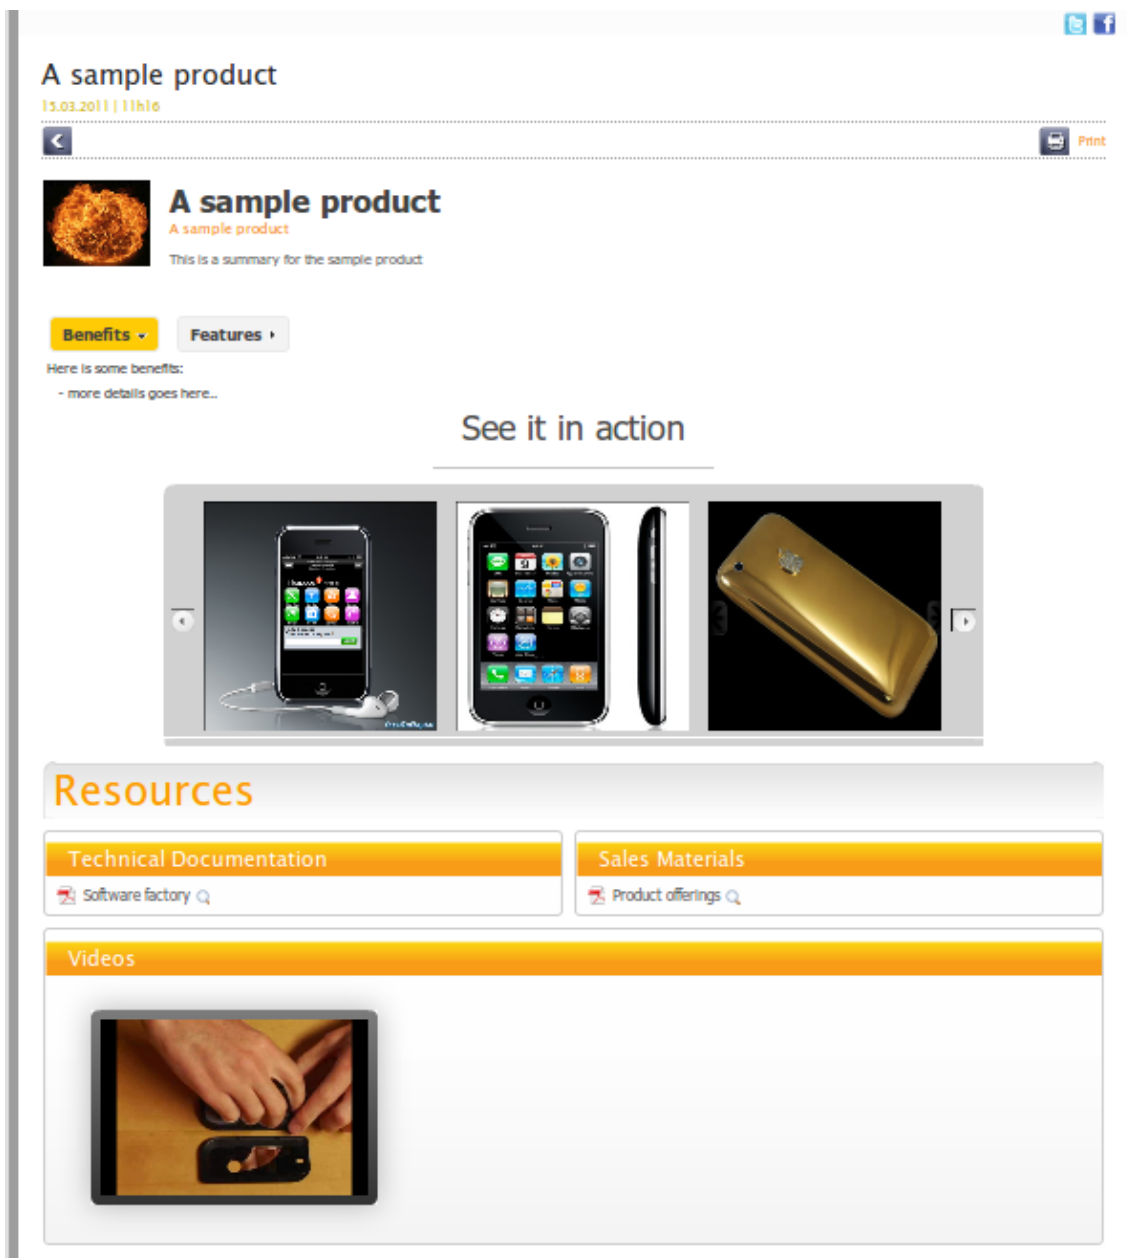 A sample product
15.03.2011 | 11h16
Print
A sample product
A sample product
This is a summary for the sample product
Benefits
Features
Here is some benefits:
- more details goes here..
See it in action
Resources
Technical Documentation
Sales Materials
Software factory
Product offerings
Videos